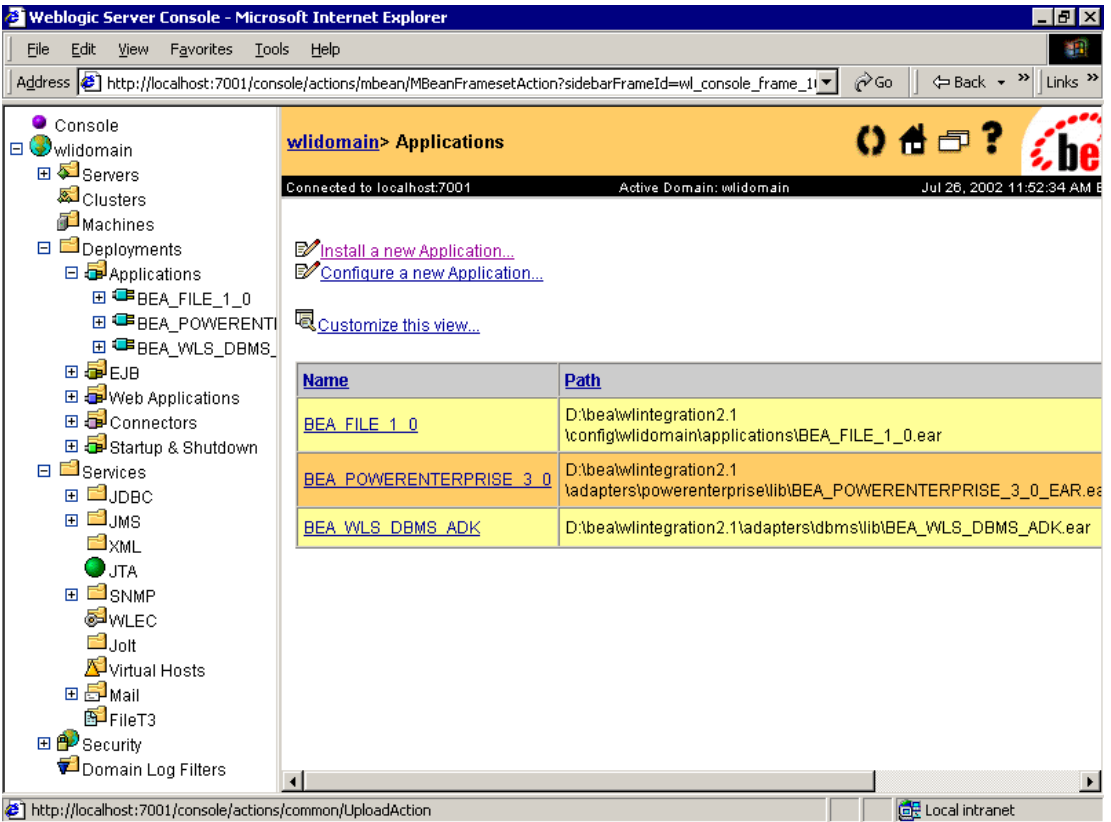 Weblogic Server Console - Microsoft Internet Explorer
File Edit View Favorites Tools Help
Address http://localhost:7001/console/actions/mbean/MBeanFramesetAction?sidebarFrameId=wl_console_frame_1 Go Back » Links »
Console
wlidomain
Servers
Clusters
Machines
Deployments
Applications
BEA_FILE_1_0
BEA_POWERENT
BEA_WLS_DBMS_
EJB
Web Applications
Connectors
Startup & Shutdown
Services
JDBC
JMS
XML
JTA
SNMP
WLEC
Jolt
Virtual Hosts
Mail
FileT3
Security
Domain Log Filters
wlidomain> Applications
? be
Connected to localhost:7001 Active Domain: wlidomain Jul 26, 2002 11:52:34 AM E
Install a new Application...
Configure a new Application...
Customize this view...
Name Path
BEA_FILE_1_0 D:\bea\wlintegration2.1
\config\wlidomain\applications\BEA_FILE_1_0.ear
BEA_POWERENTERPRISE_3_0 D:\bea\wlintegration2.1
\adapters\powerenterprise\lib\BEA_POWERENTERPRISE_3_0_EAR.ea
BEA_WLS_DBMS_ADK D:\bea\wlintegration2.1\adapters\dbms\lib\BEA_WLS_DBMS_ADK.ear
http://localhost:7001/console/actions/common/UploadAction Local intranet